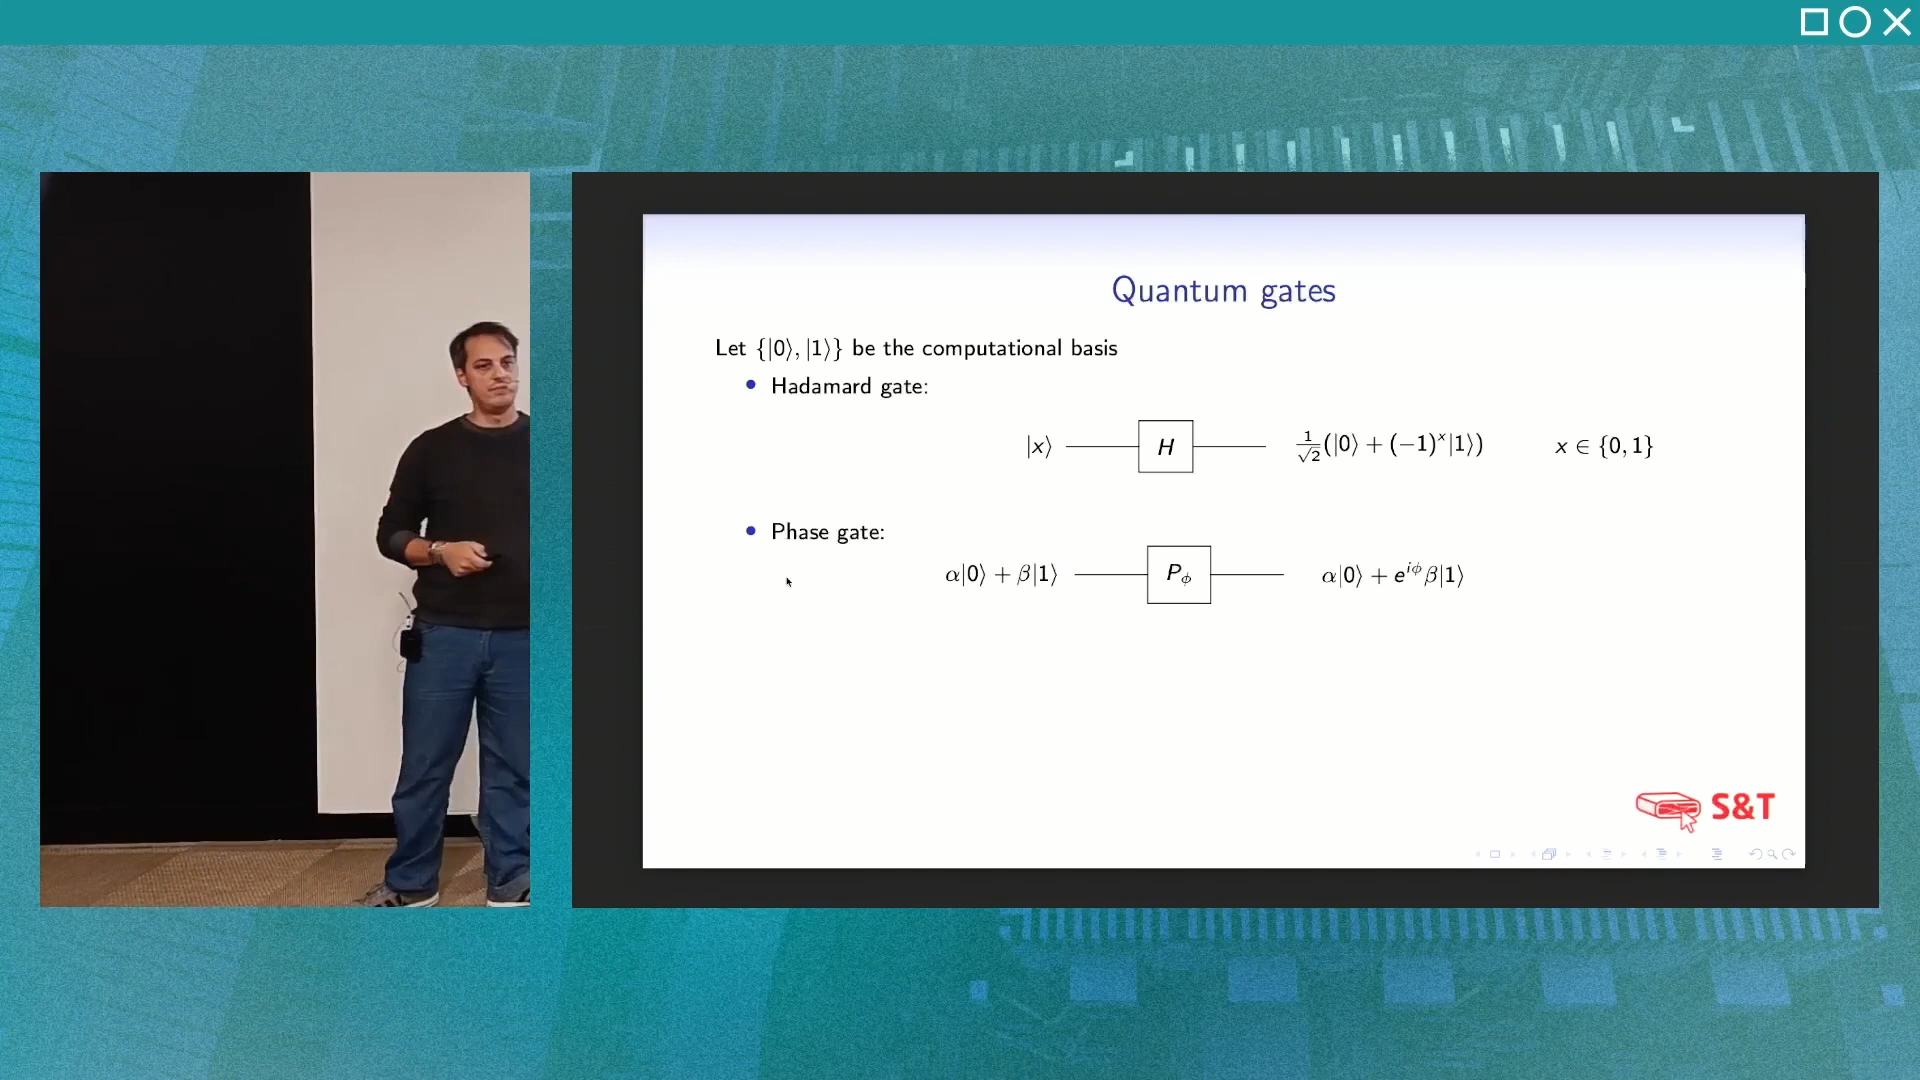 Quantum gates
Let {|0⟩, |1⟩} be the computational basis
• Hadamard gate:
|x⟩ H 1/√2(|0⟩ + (−1)ˣ|1⟩) x ∈ {0, 1}
• Phase gate:
α|0⟩ + β|1⟩ P_ϕ α|0⟩ + e^{iϕ}β|1⟩
S&T